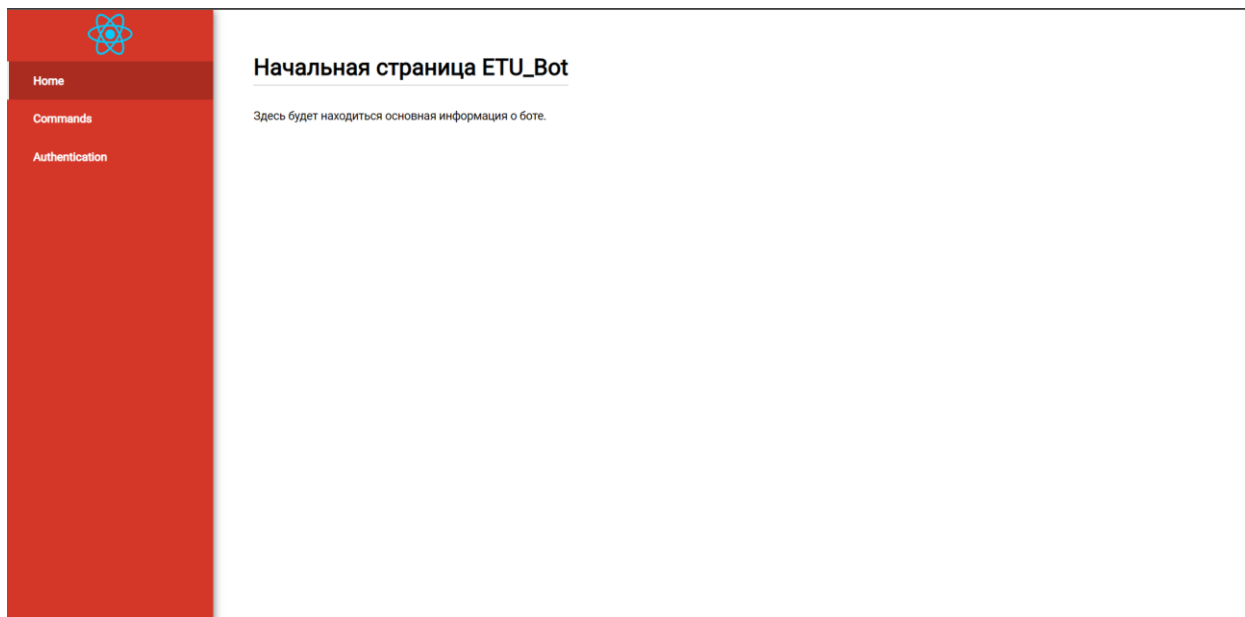 Home
Commands
Authentication
Начальная страница ETU_Bot
Здесь будет находиться основная информация о боте.